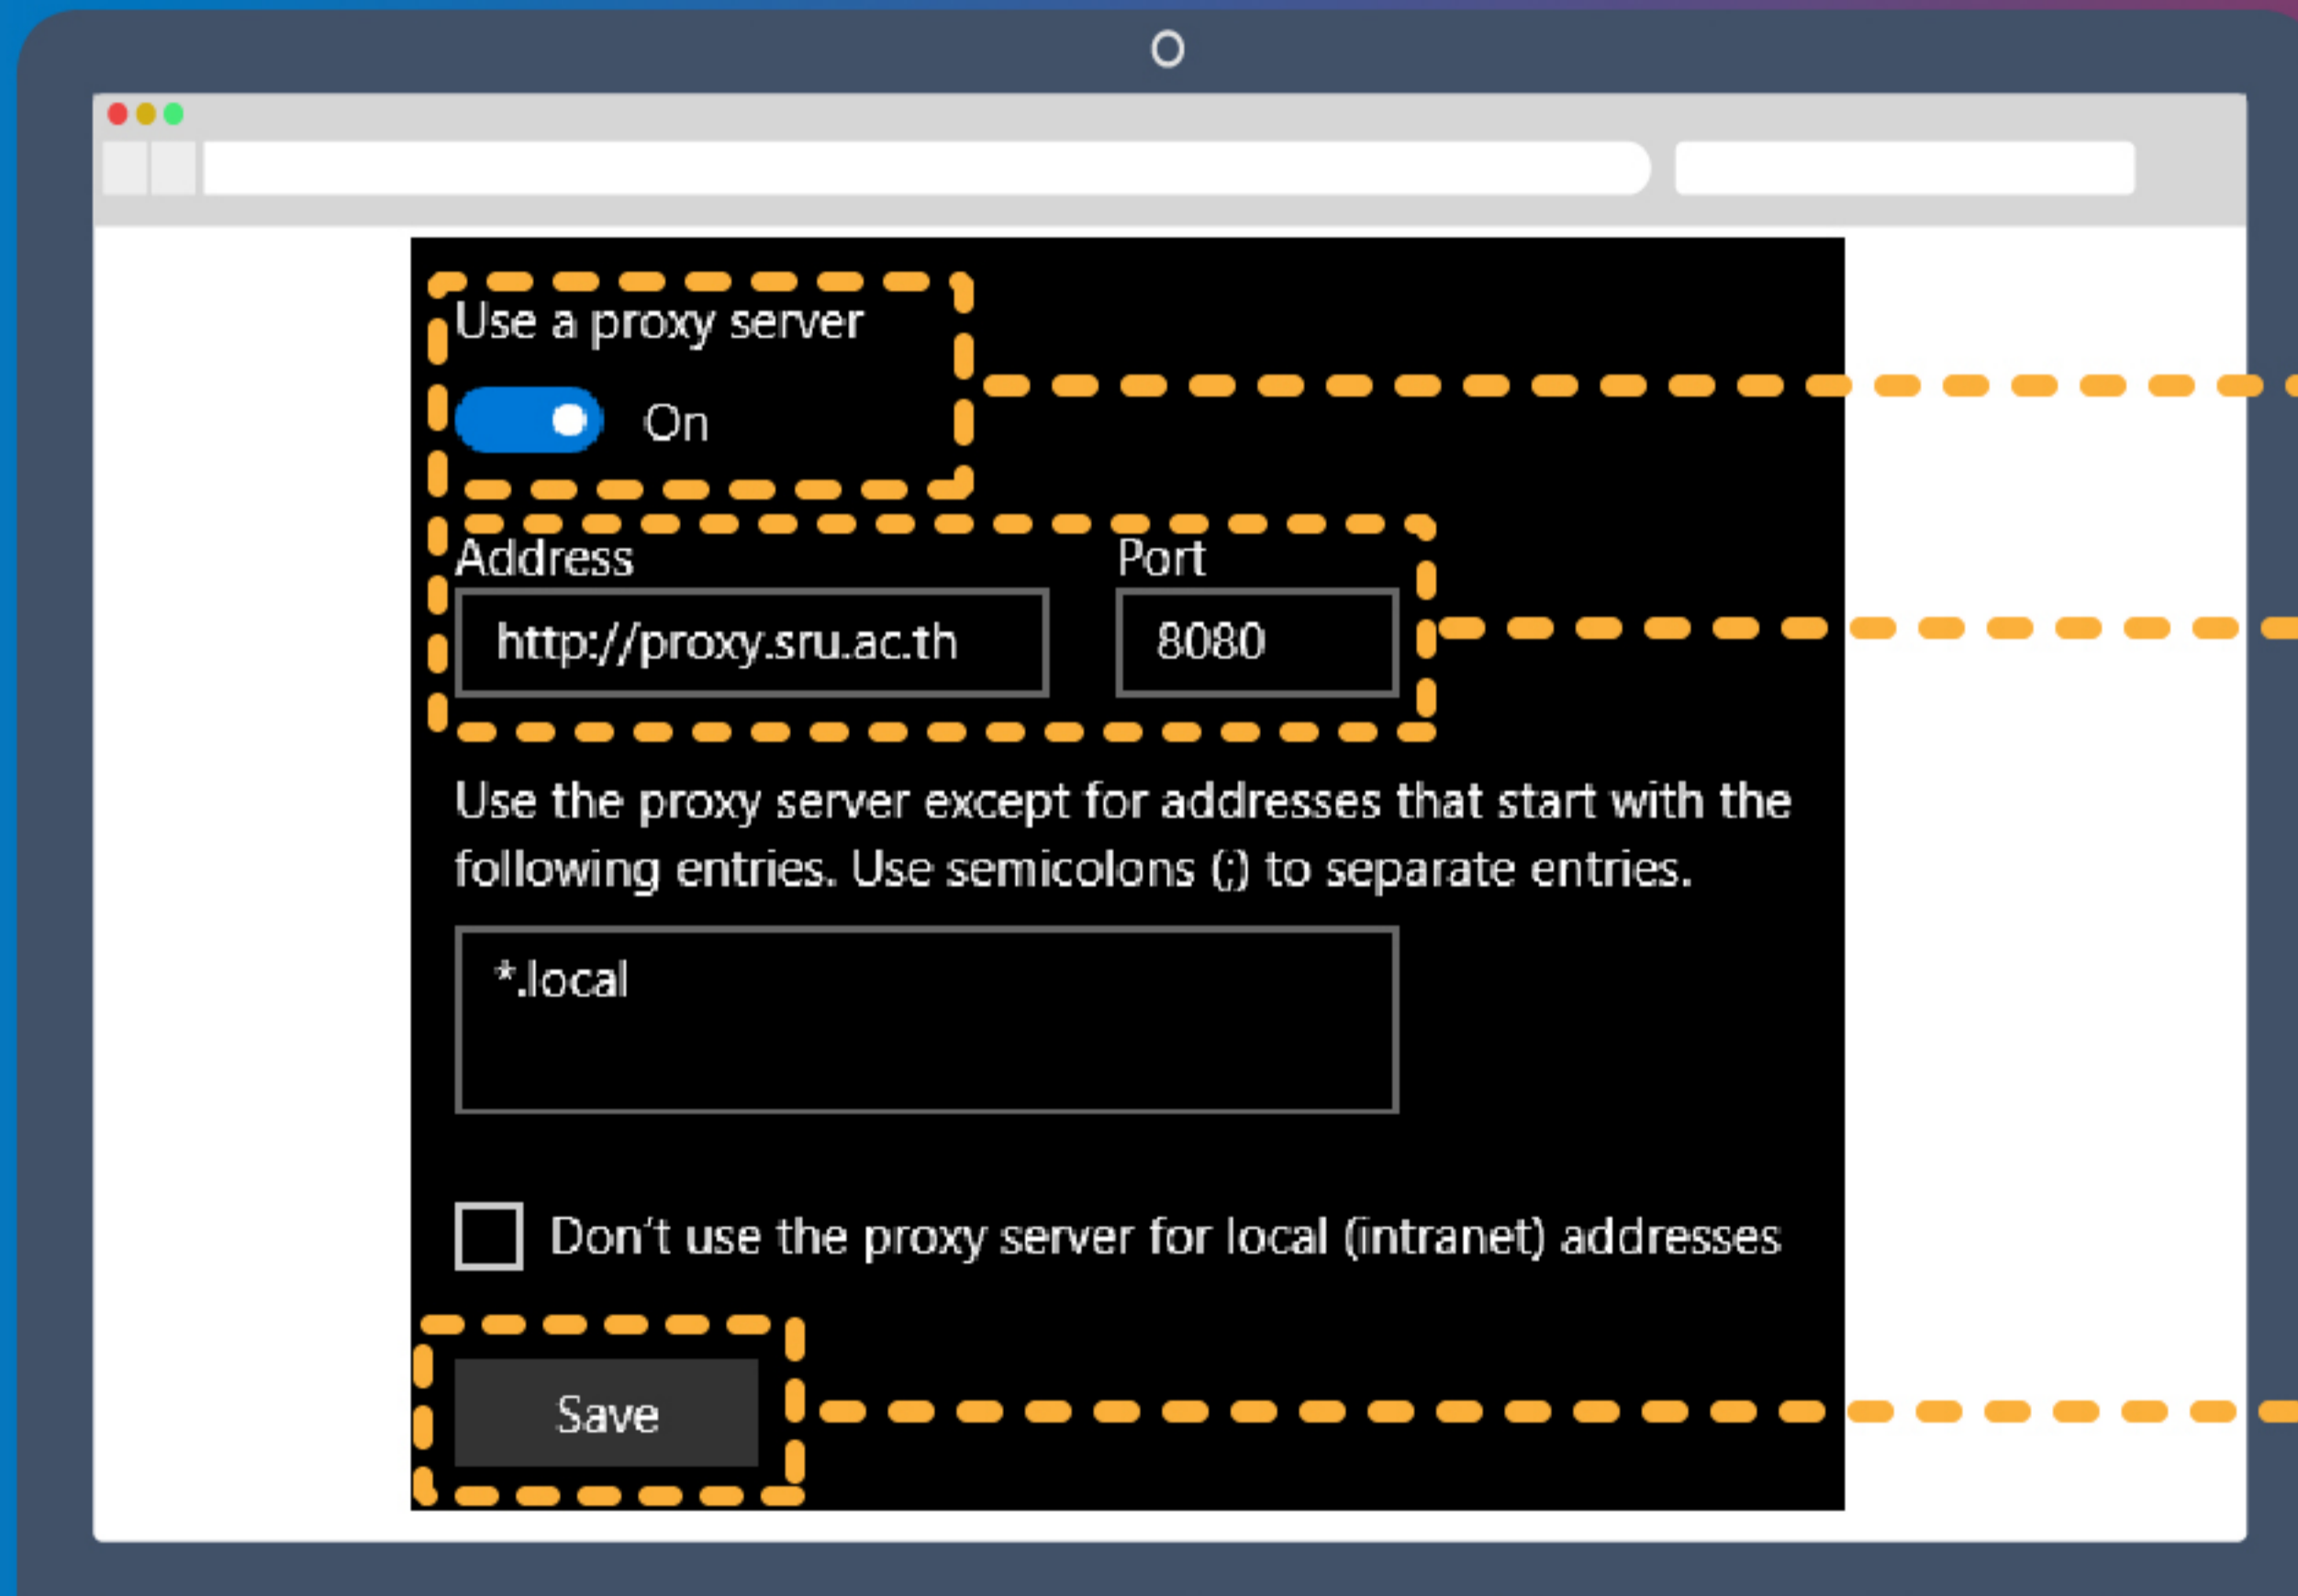 Use a proxy server
On
Address Port
http://proxy.sru.ac.th 8080
Use the proxy server except for addresses that start with the
following entries. Use semicolons (;) to separate entries.
*.local
Don't use the proxy server for local (intranet) addresses
Save